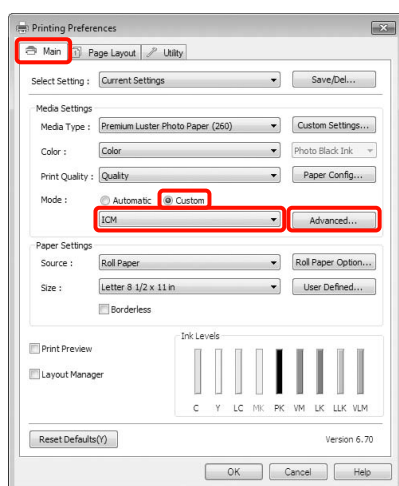 Printing Preferences
Main Page Layout Utility
Select Setting : Current Settings Save/Del...
Media Settings
Media Type : Premium Luster Photo Paper (260) Custom Settings...
Color : Color Photo Black Ink
Print Quality : Quality Paper Config...
Mode : Automatic Custom
ICM Advanced...
Paper Settings
Source : Roll Paper Roll Paper Option...
Size : Letter 8 1/2 x 11 in User Defined...
Borderless
Ink Levels
Print Preview
Layout Manager
C Y LC MK PK VM LK LLK VLM
Reset Defaults(Y) Version 6.70
OK Cancel Help